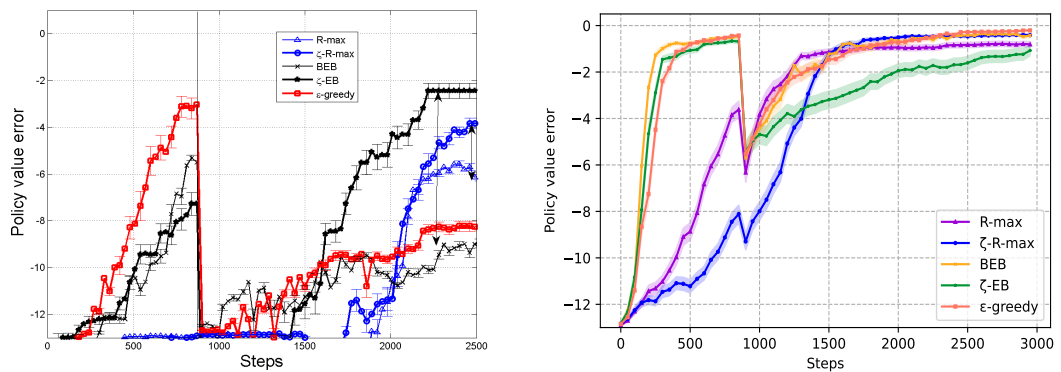 0
-2
-4
-6
-8
-10
-12
Policy value error
0
500
1000
1500
2000
2500
Steps
R-max
ζ-R-max
BEB
ζ-EB
ε-greedy
0
−2
−4
−6
−8
−10
−12
Policy value error
0
500
1000
1500
2000
2500
3000
Steps
R-max
ζ-R-max
BEB
ζ-EB
ε-greedy